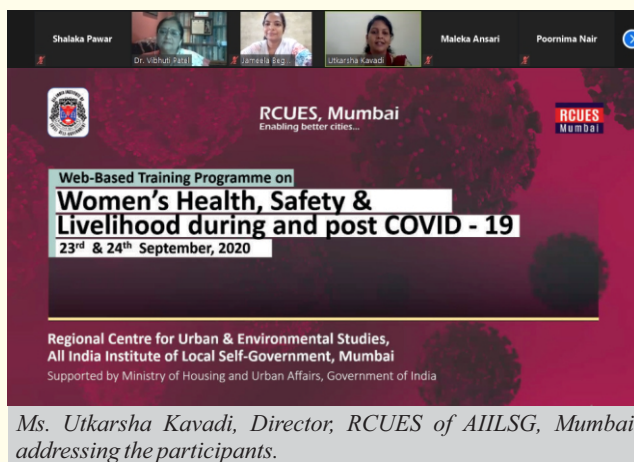 Shalaka Pawar
Dr. Vibhuti Patel
Jameela Beg...
Utkarsha Kavadi
Maleka Ansari
Poornima Nair
RCUES, Mumbai
Enabling better cities...
RCUES
Mumbai
Web-Based Training Programme on
Women's Health, Safety &
Livelihood during and post COVID - 19
23rd & 24th September, 2020
Regional Centre for Urban & Environmental Studies,
All India Institute of Local Self-Government, Mumbai
Supported by Ministry of Housing and Urban Affairs, Government of India
Ms. Utkarsha Kavadi, Director, RCUES of AIILSG, Mumbai
addressing the participants.